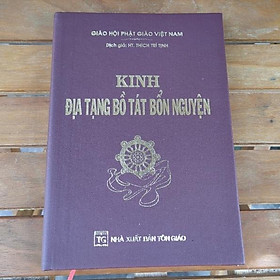 GIÁO HỘI PHẬT GIÁO VIỆT NAM
Dịch giả: HT. THÍCH TRÍ TỊNH
KINH
ĐỊA TẠNG BỒ TÁT BỔN NGUYỆN
TG
NHÀ XUẤT BẢN TÔN GIÁO